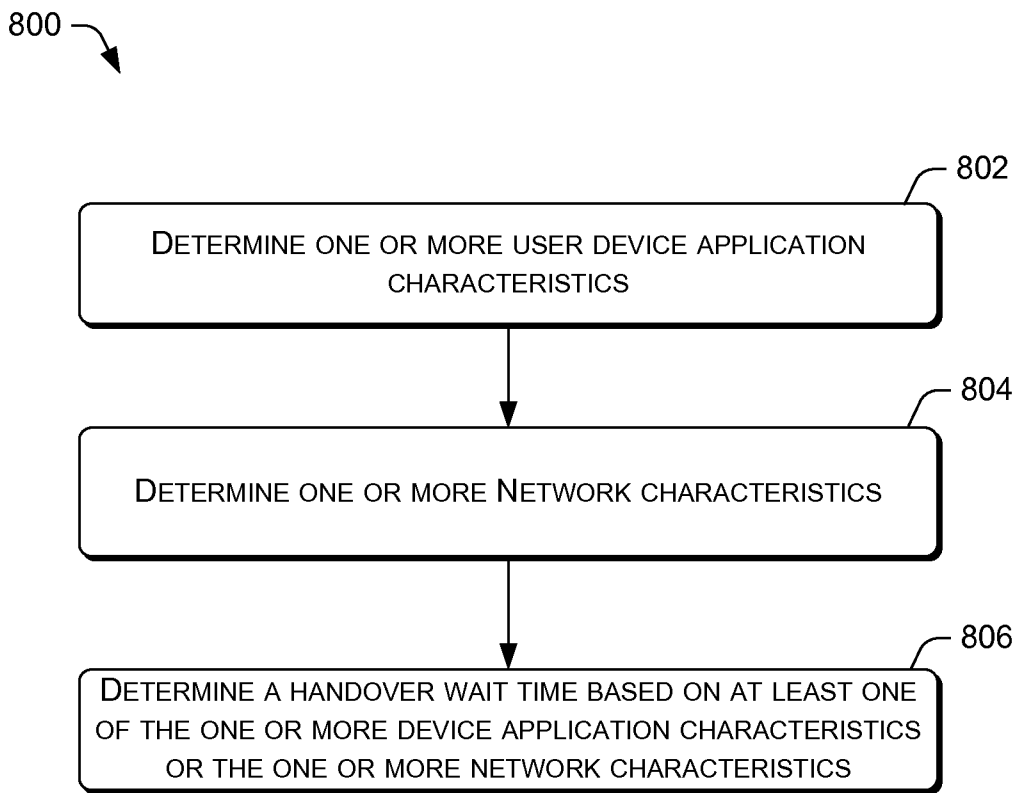 800
802
DETERMINE ONE OR MORE USER DEVICE APPLICATION
CHARACTERISTICS
804
DETERMINE ONE OR MORE NETWORK CHARACTERISTICS
806
DETERMINE A HANDOVER WAIT TIME BASED ON AT LEAST ONE
OF THE ONE OR MORE DEVICE APPLICATION CHARACTERISTICS
OR THE ONE OR MORE NETWORK CHARACTERISTICS